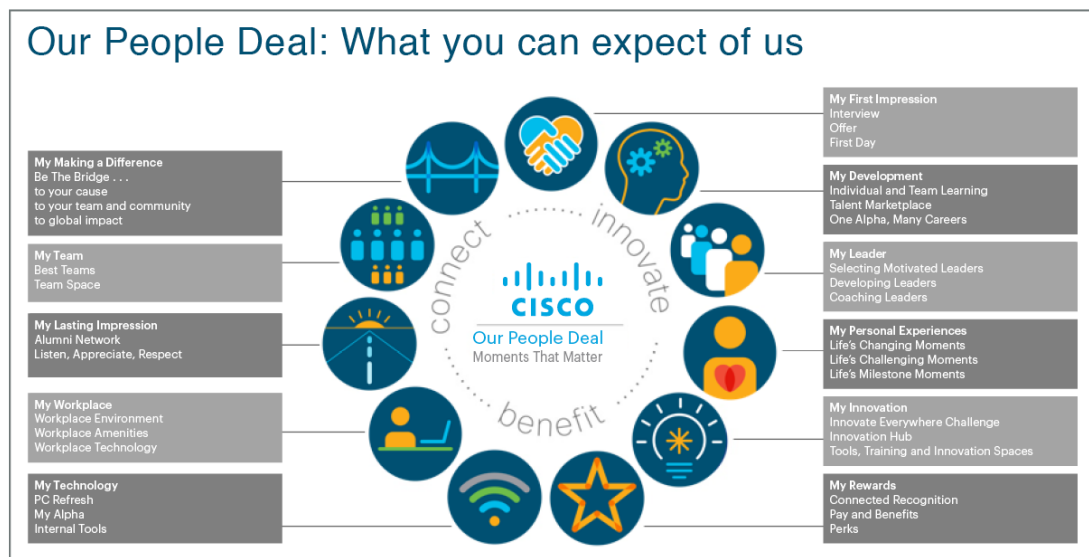 Our People Deal: What you can expect of us
My First Impression
Interview
Offer
First Day
My Development
Individual and Team Learning
Talent Marketplace
One Alpha, Many Careers
My Leader
Selecting Motivated Leaders
Developing Leaders
Coaching Leaders
My Personal Experiences
Life's Changing Moments
Life's Challenging Moments
Life's Milestone Moments
My Innovation
Innovate Everywhere Challenge
Innovation Hub
Tools, Training and Innovation Spaces
My Rewards
Connected Recognition
Pay and Benefits
Perks
My Making a Difference
Be The Bridge . . .
to your cause
to your team and community
to global impact
My Team
Best Teams
Team Space
My Lasting Impression
Alumni Network
Listen, Appreciate, Respect
My Workplace
Workplace Environment
Workplace Amenities
Workplace Technology
My Technology
PC Refresh
My Alpha
Internal Tools
connect
innovate
benefit
CISCO
Our People Deal
Moments That Matter